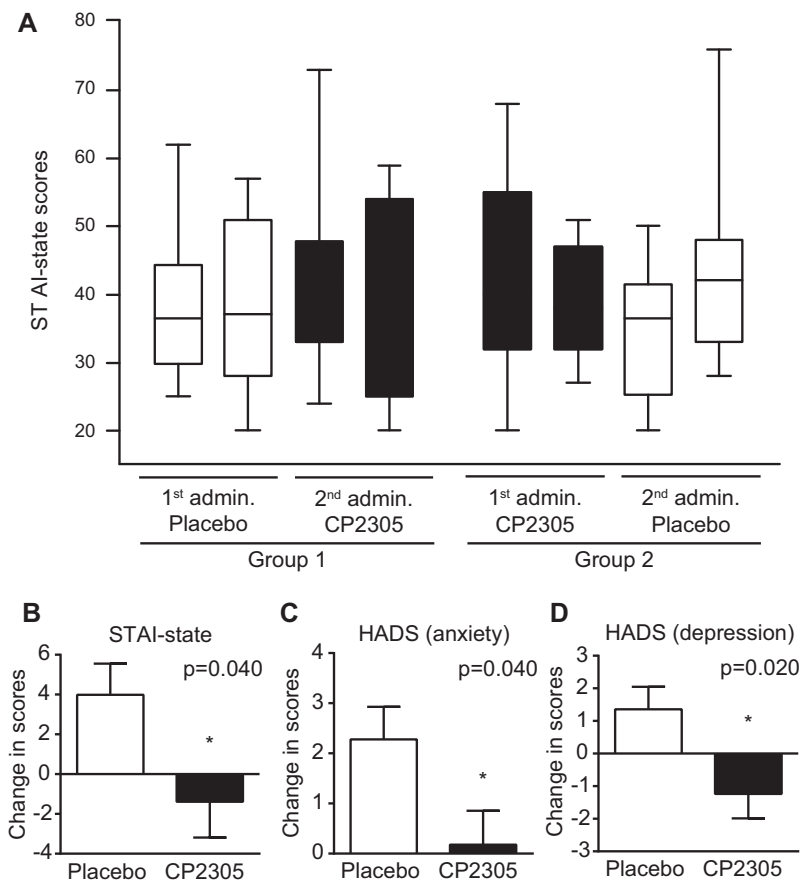 A
ST AI-state scores
80
70
60
50
40
30
20
1st admin. Placebo
2nd admin. CP2305
1st admin. CP2305
2nd admin. Placebo
Group 1
Group 2
B
STAI-state
p=0.040
Change in scores
6
4
2
0
-2
-4
*
Placebo
CP2305
C
HADS (anxiety)
p=0.040
Change in scores
4
3
2
1
0
*
Placebo
CP2305
D
HADS (depression)
p=0.020
Change in scores
3
2
1
0
-1
-2
-3
*
Placebo
CP2305